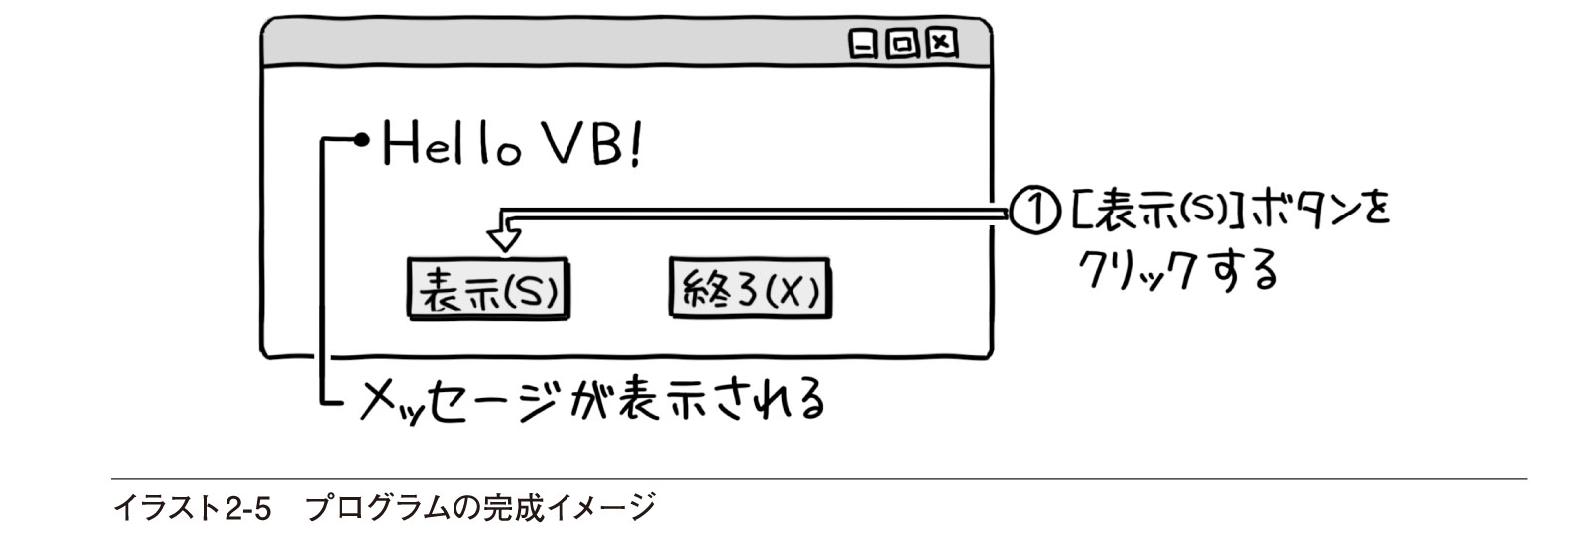 Hello VB!
① [表示(S)]ボタンを
クリックする
表示(S)
終了(X)
メッセージが表示される
イラスト2-5　プログラムの完成イメージ